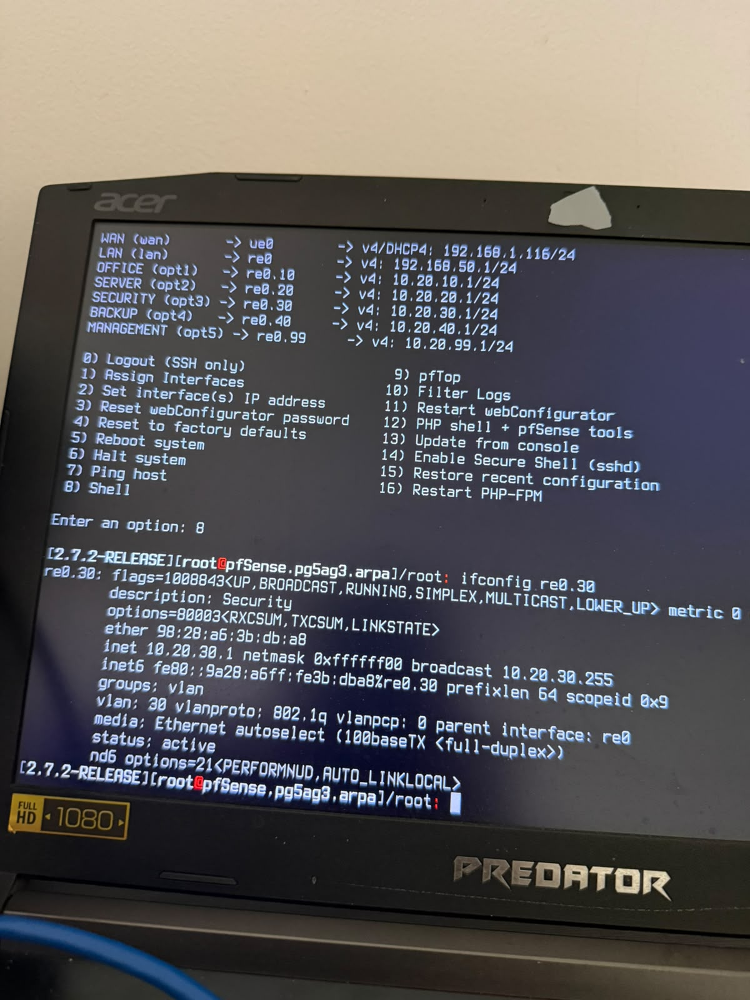 acer
WAN (wan) -> ue0 -> v4/DHCP4: 192.168.1.116/24
LAN (lan) -> re0 -> v4: 192.168.50.1/24
OFFICE (opt1) -> re0.10 -> v4: 10.20.10.1/24
SERVER (opt2) -> re0.20 -> v4: 10.20.20.1/24
SECURITY (opt3) -> re0.30 -> v4: 10.20.30.1/24
BACKUP (opt4) -> re0.40 -> v4: 10.20.40.1/24
MANAGEMENT (opt5) -> re0.99 -> v4: 10.20.99.1/24
0) Logout (SSH only)
1) Assign Interfaces
2) Set interface(s) IP address
3) Reset webConfigurator password
4) Reset to factory defaults
5) Reboot system
6) Halt system
7) Ping host
8) Shell
9) pfTop
10) Filter Logs
11) Restart webConfigurator
12) PHP shell + pfSense tools
13) Update from console
14) Enable Secure Shell (sshd)
15) Restore recent configuration
16) Restart PHP-FPM
Enter an option: 8
[2.7.2-RELEASE][root@pfSense.pg5ag3.arpa]/root: ifconfig re0.30
re0.30: flags=1008843<UP,BROADCAST,RUNNING,SIMPLEX,MULTICAST,LOWER_UP> metric 0
description: Security
options=80003<RXCSUM,TXCSUM,LINKSTATE>
ether 98:28:a6:3b:db:a8
inet 10.20.30.1 netmask 0xffffff00 broadcast 10.20.30.255
inet6 fe80::9a28:a6ff:fe3b:dba8%re0.30 prefixlen 64 scopeid 0x9
groups: vlan
vlan: 30 vlanproto: 802.1q vlanpcp: 0 parent interface: re0
media: Ethernet autoselect (100baseTX <full-duplex>)
status: active
nd6 options=21<PERFORMNUD,AUTO_LINKLOCAL>
[2.7.2-RELEASE][root@pfSense.pg5ag3.arpa]/root:
FULL HD 1080
PREDATOR